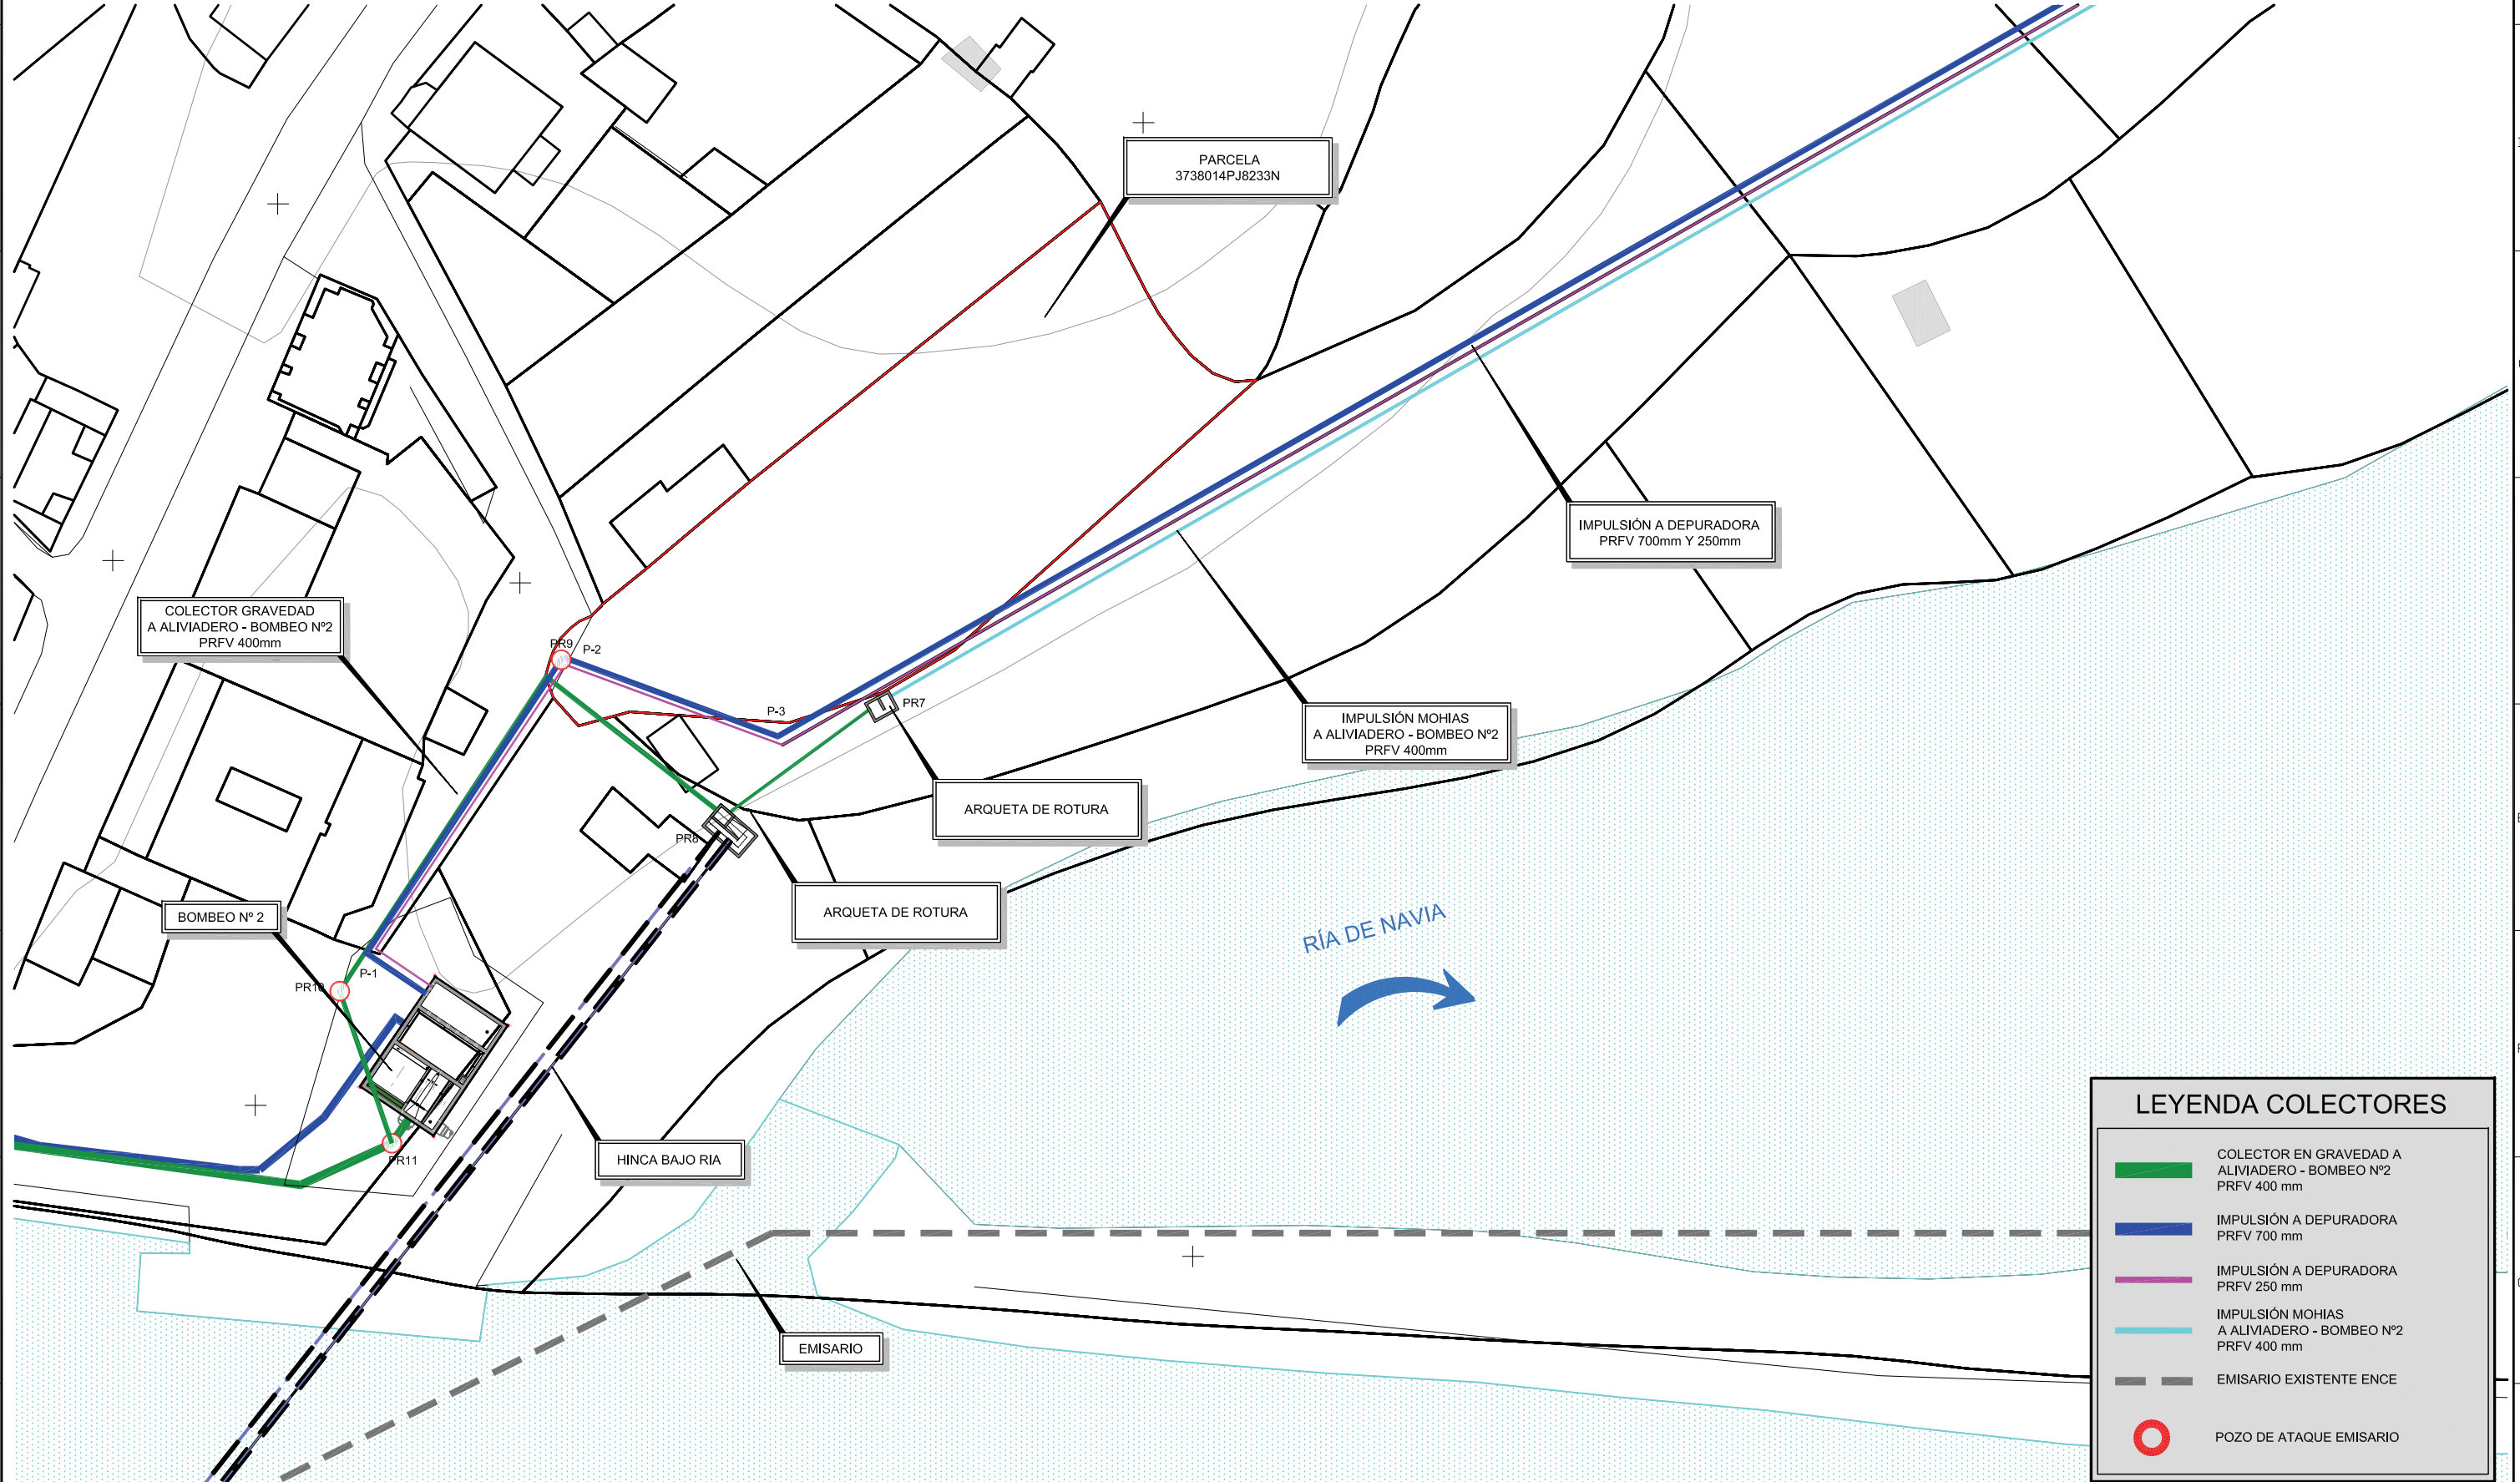 PARCELA
3738014PJ8233N
IMPULSIÓN A DEPURADORA
PRFV 700mm Y 250mm
COLECTOR GRAVEDAD
A ALIVIADERO - BOMBEO Nº2
PRFV 400mm
PR9
P-2
P-3
PR7
IMPULSIÓN MOHIAS
A ALIVIADERO - BOMBEO Nº2
PRFV 400mm
ARQUETA DE ROTURA
PR8
ARQUETA DE ROTURA
BOMBEO Nº 2
RÍA DE NAVIA
P-1
PR10
PR11
HINCA BAJO RIA
EMISARIO
LEYENDA COLECTORES
COLECTOR EN GRAVEDAD A
ALIVIADERO - BOMBEO Nº2
PRFV 400 mm
IMPULSIÓN A DEPURADORA
PRFV 700 mm
IMPULSIÓN A DEPURADORA
PRFV 250 mm
IMPULSIÓN MOHIAS
A ALIVIADERO - BOMBEO Nº2
PRFV 400 mm
EMISARIO EXISTENTE ENCE
POZO DE ATAQUE EMISARIO